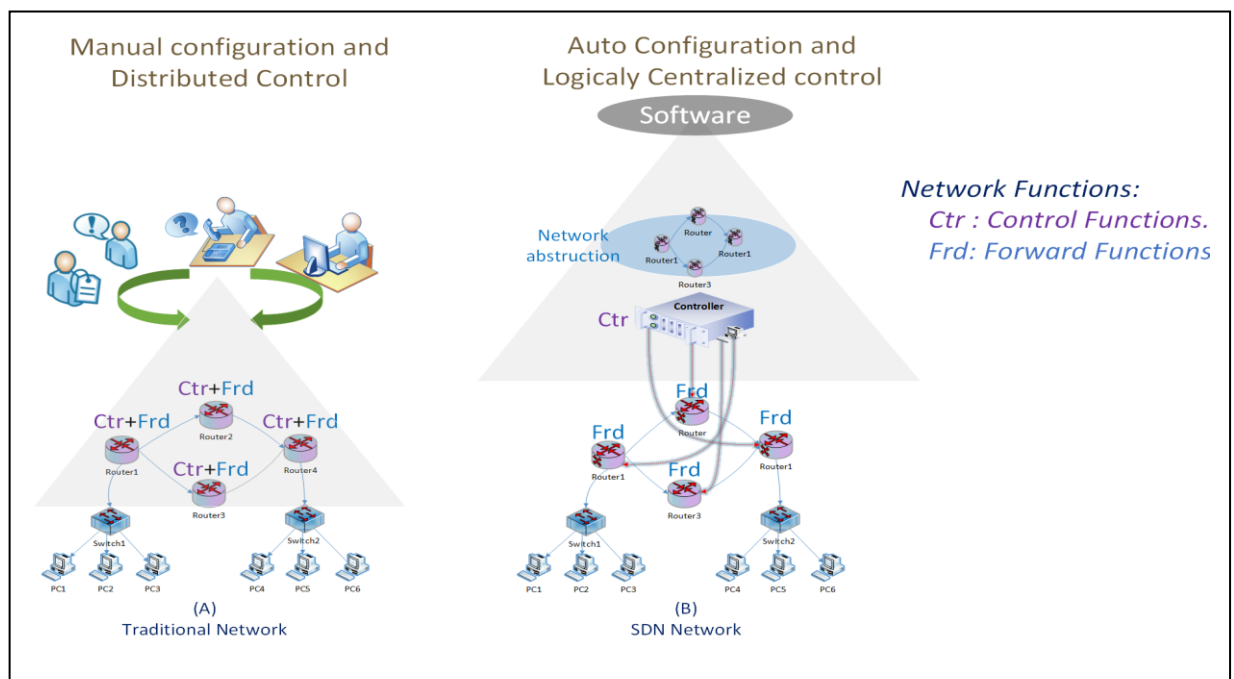 Manual configuration and
Distributed Control
Auto Configuration and
Logicaly Centralized control
Software
Network Functions:
Ctr : Control Functions.
Frd: Forward Functions
!
?
Network
abstruction
Router
Router1
Router1
Router3
Controller
Ctr
Ctr+Frd
Ctr+Frd
Ctr+Frd
Router2
Router1
Router4
Ctr+Frd
Router3
Switch1
Switch2
PC1
PC2
PC3
PC4
PC5
PC6
(A)
Traditional Network
Frd
Router
Frd
Frd
Router1
Router1
Frd
Router3
Switch1
Switch2
PC1
PC2
PC3
PC4
PC5
PC6
(B)
SDN Network